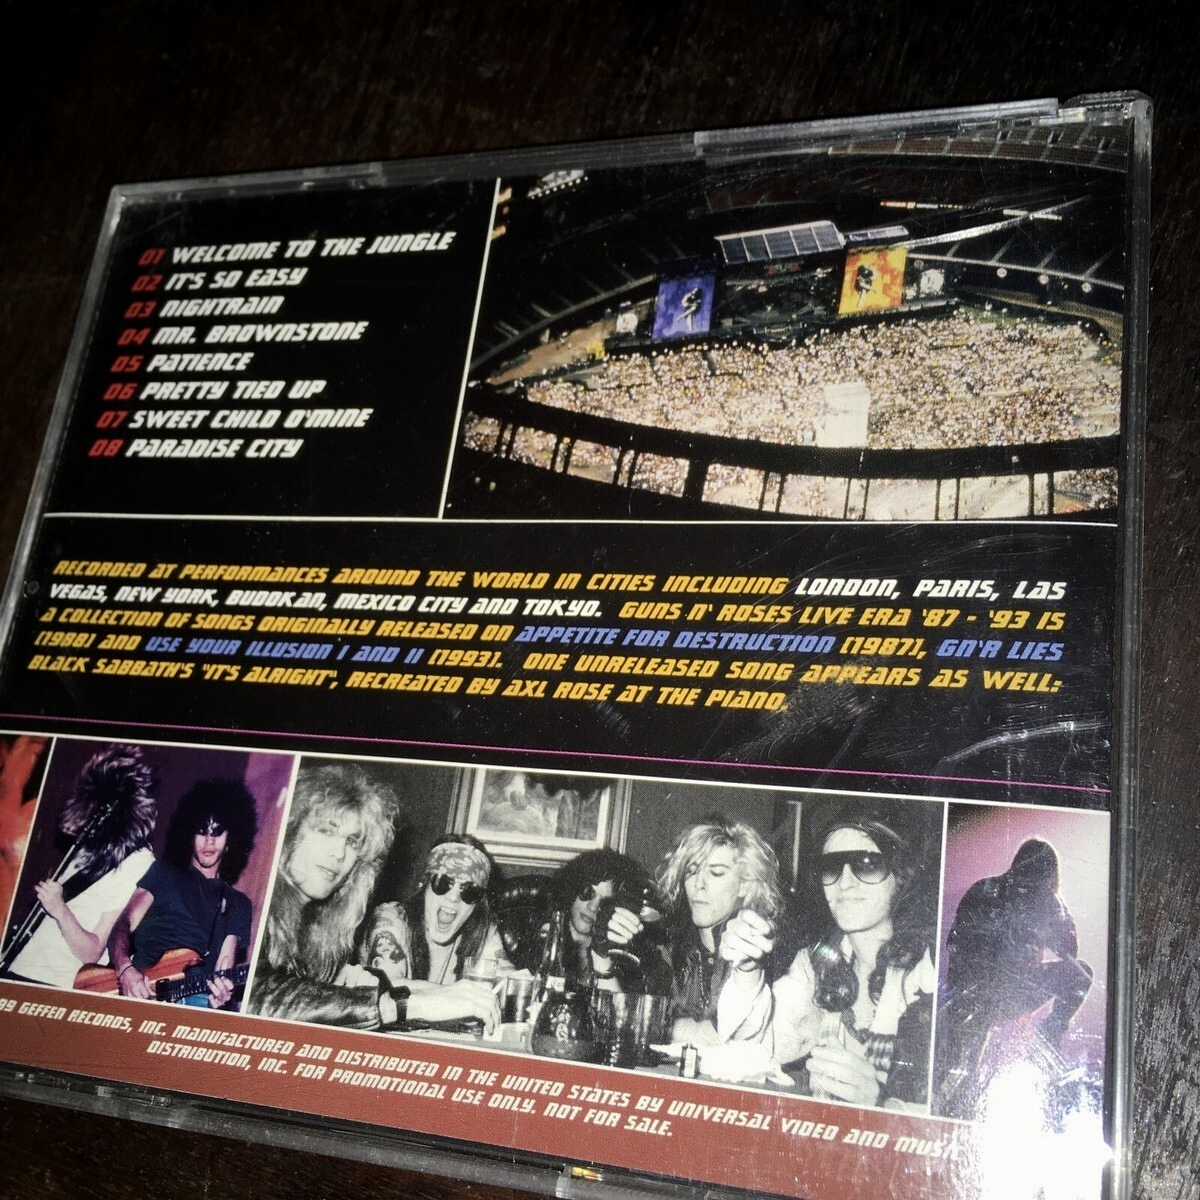 01 WELCOME TO THE JUNGLE
02 IT'S SO EASY
03 NIGHTRAIN
04 MR. BROWNSTONE
05 PATIENCE
06 PRETTY TIED UP
07 SWEET CHILD O'MINE
08 PARADISE CITY
RECORDED AT PERFORMANCES AROUND THE WORLD IN CITIES INCLUDING LONDON, PARIS, LAS
VEGAS, NEW YORK, BUDOKAN, MEXICO CITY AND TOKYO. GUNS N' ROSES LIVE ERA '87 - '93 IS
A COLLECTION OF SONGS ORIGINALLY RELEASED ON APPETITE FOR DESTRUCTION (1987), GN'R LIES
(1988) AND USE YOUR ILLUSION I AND II (1993). ONE UNRELEASED SONG APPEARS AS WELL:
BLACK SABBATH'S "IT'S ALRIGHT", RECREATED BY AXL ROSE AT THE PIANO.
GEFFEN RECORDS, INC. MANUFACTURED AND DISTRIBUTED IN THE UNITED STATES BY UNIVERSAL VIDEO AND
DISTRIBUTION, INC. FOR PROMOTIONAL USE ONLY. NOT FOR SALE.